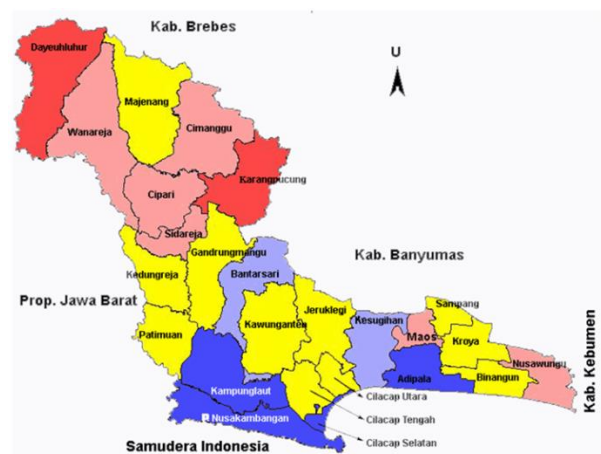 Kab. Brebes
Dayeuhluhur
U
Majenang
Wanareja
Cimanggu
Karangpucung
Cipari
Sidareja
Gandrungmangu
Kab. Banyumas
Kedungreja
Bantarsari
Prop. Jawa Barat
Jeruklegi
Sampang
Kawunganten
Kesugihan
Patimuan
Maos
Kroya
Nusawungu
Kab. Kebumen
Adipala
Binangun
Kampunglaut
Cilacap Utara
P Nusakambangan
Cilacap Tengah
Samudera Indonesia
Cilacap Selatan